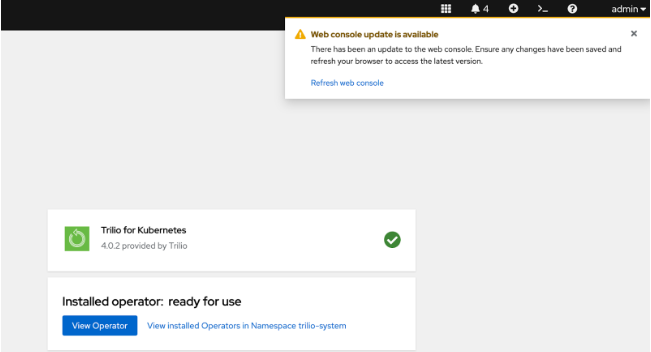 4
admin
Web console update is available
There has been an update to the web console. Ensure any changes have been saved and
refresh your browser to access the latest version.
Refresh web console
Trilio for Kubernetes
4.0.2 provided by Trilio
Installed operator: ready for use
View Operator View installed Operators in Namespace trilio-system